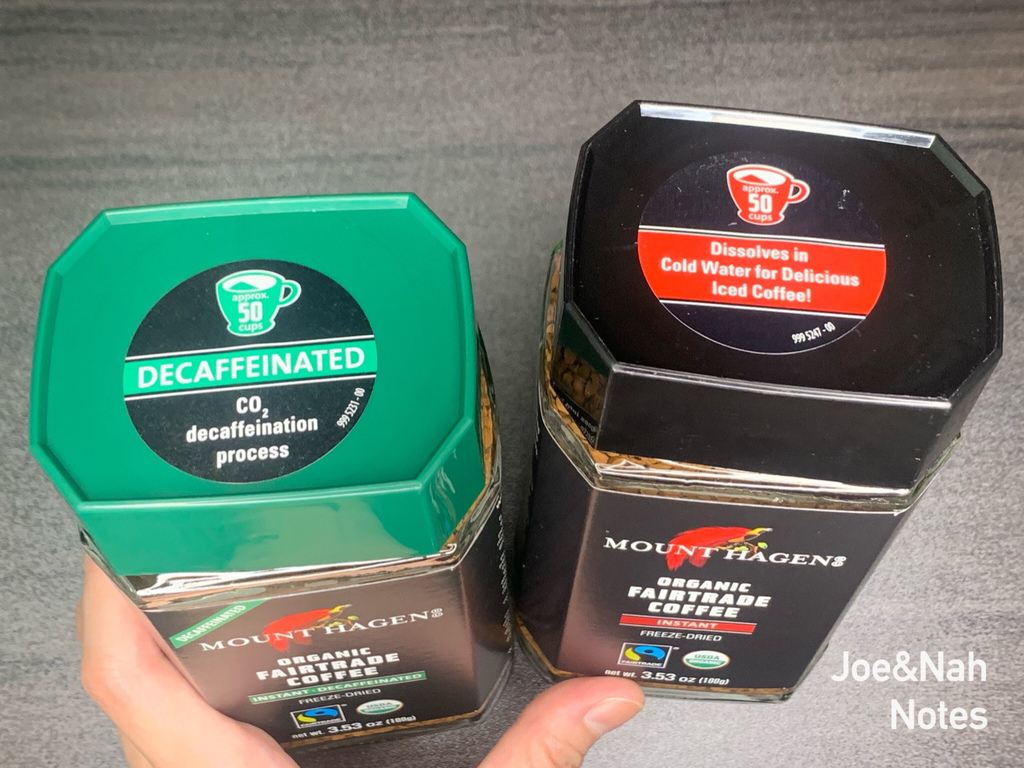 approx.
50
cups
DECAFFEINATED
CO₂
decaffeination
process
999 5231 - 00
DECAFFEINATED
MOUNT HAGEN
ORGANIC
FAIRTRADE
COFFEE
INSTANT · DECAFFEINATED
FREEZE-DRIED
FAIRTRADE
USDA
ORGANIC
net wt. 3.53 oz (100g)
approx.
50
cups
Dissolves in
Cold Water for Delicious
Iced Coffee!
999 5247 - 00
MOUNT HAGEN
ORGANIC
FAIRTRADE
COFFEE
INSTANT
FREEZE-DRIED
FAIRTRADE
USDA
ORGANIC
net wt. 3.53 oz (100g)
Joe&Nah
Notes